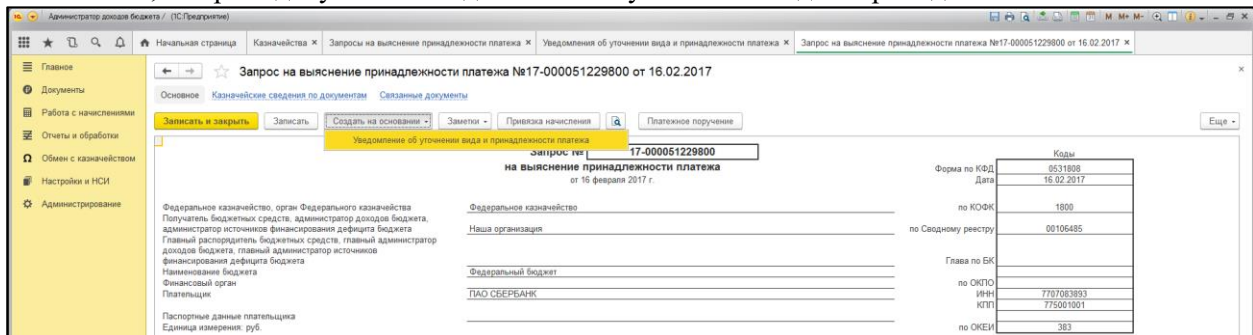 Администратор доходов бюджета / (1С:Предприятие)
M M+ M-
Начальная страница Казначейства × Запросы на выяснение принадлежности платежа × Уведомления об уточнении вида и принадлежности платежа × Запрос на выяснение принадлежности платежа №17-000051229800 от 16.02.2017 ×
Главное
Документы
Работа с начислениями
Отчеты и обработки
Обмен с казначейством
Настройки и НСИ
Администрирование
Запрос на выяснение принадлежности платежа №17-000051229800 от 16.02.2017
Основное Казначейские сведения по документам Связанные документы
Записать и закрыть Записать Создать на основании Заметки Привязка начисления Платежное поручение Еще
Уведомление об уточнении вида и принадлежности платежа
Запрос № 17-000051229800
на выяснение принадлежности платежа
от 16 февраля 2017 г.
Коды
Форма по КФД 0531808
Дата 16.02.2017
Федеральное казначейство, орган Федерального казначейства Федеральное казначейство по КОФК 1800
Получатель бюджетных средств, администратор доходов бюджета,
администратор источников финансирования дефицита бюджета Наша организация по Сводному реестру 00106485
Главный распорядитель бюджетных средств, главный администратор
доходов бюджета, главный администратор источников
финансирования дефицита бюджета Глава по БК
Наименование бюджета Федеральный бюджет
Финансовый орган по ОКПО
Плательщик ПАО СБЕРБАНК ИНН 7707083893
КПП 775001001
Паспортные данные плательщика
Единица измерения: руб. по ОКЕИ 383